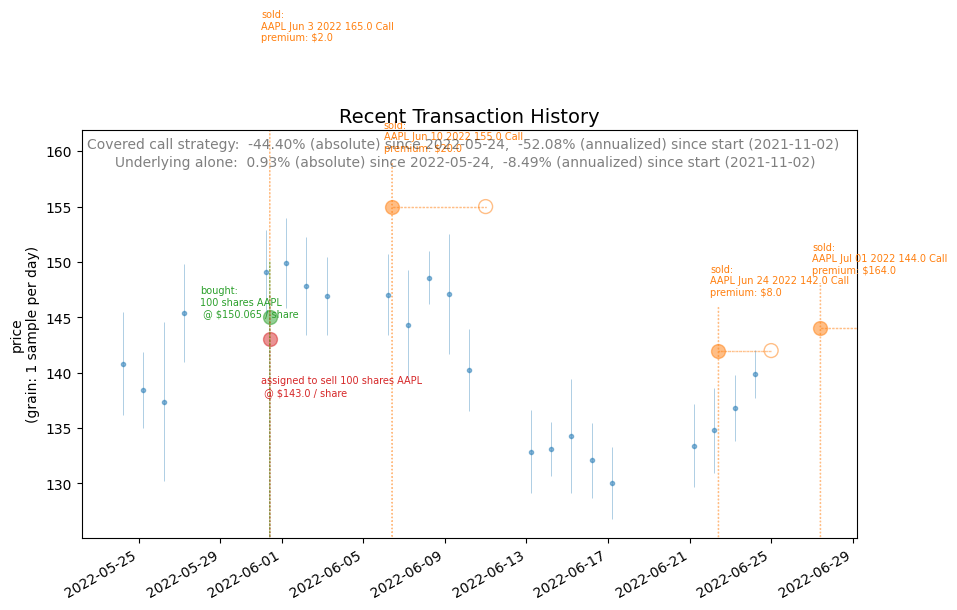 sold:
AAPL Jun 3 2022 165.0 Call
premium: $2.0
Recent Transaction History
sold:
AAPL Jun 10 2022 155.0 Call
premium: $20.0
Covered call strategy:  -44.40% (absolute) since 2022-05-24,  -52.08% (annualized) since start (2021-11-02)
Underlying alone:  0.93% (absolute) since 2022-05-24,  -8.49% (annualized) since start (2021-11-02)
160
155
150
145
140
135
130
price
(grain: 1 sample per day)
sold:
AAPL Jul 01 2022 144.0 Call
premium: $164.0
sold:
AAPL Jun 24 2022 142.0 Call
premium: $8.0
bought:
100 shares AAPL
@ $150.065 / share
assigned to sell 100 shares AAPL
@ $143.0 / share
2022-05-25
2022-05-29
2022-06-01
2022-06-05
2022-06-09
2022-06-13
2022-06-17
2022-06-21
2022-06-25
2022-06-29